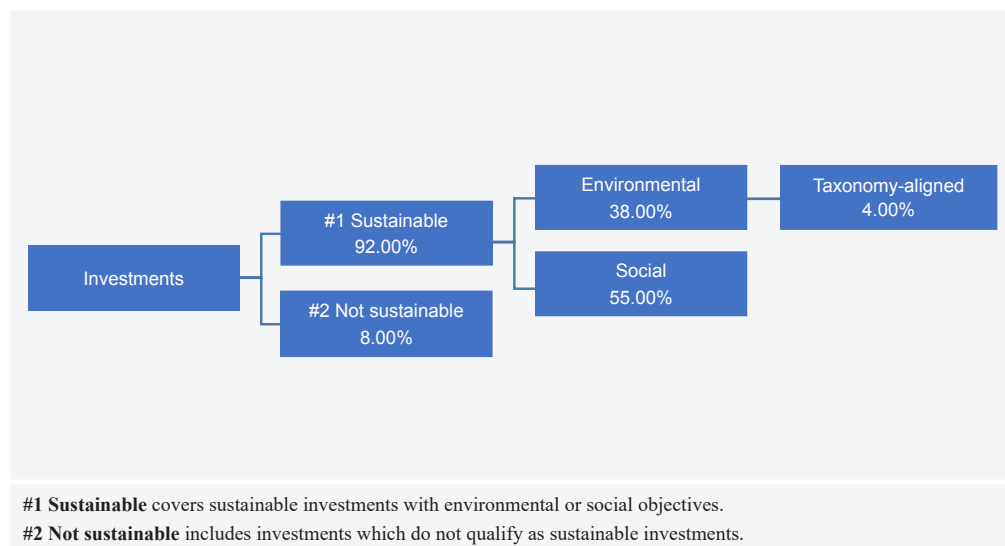 Environmental
38.00%
Taxonomy-aligned
4.00%
#1 Sustainable
92.00%
Investments
Social
55.00%
#2 Not sustainable
8.00%
#1 Sustainable covers sustainable investments with environmental or social objectives.
#2 Not sustainable includes investments which do not qualify as sustainable investments.